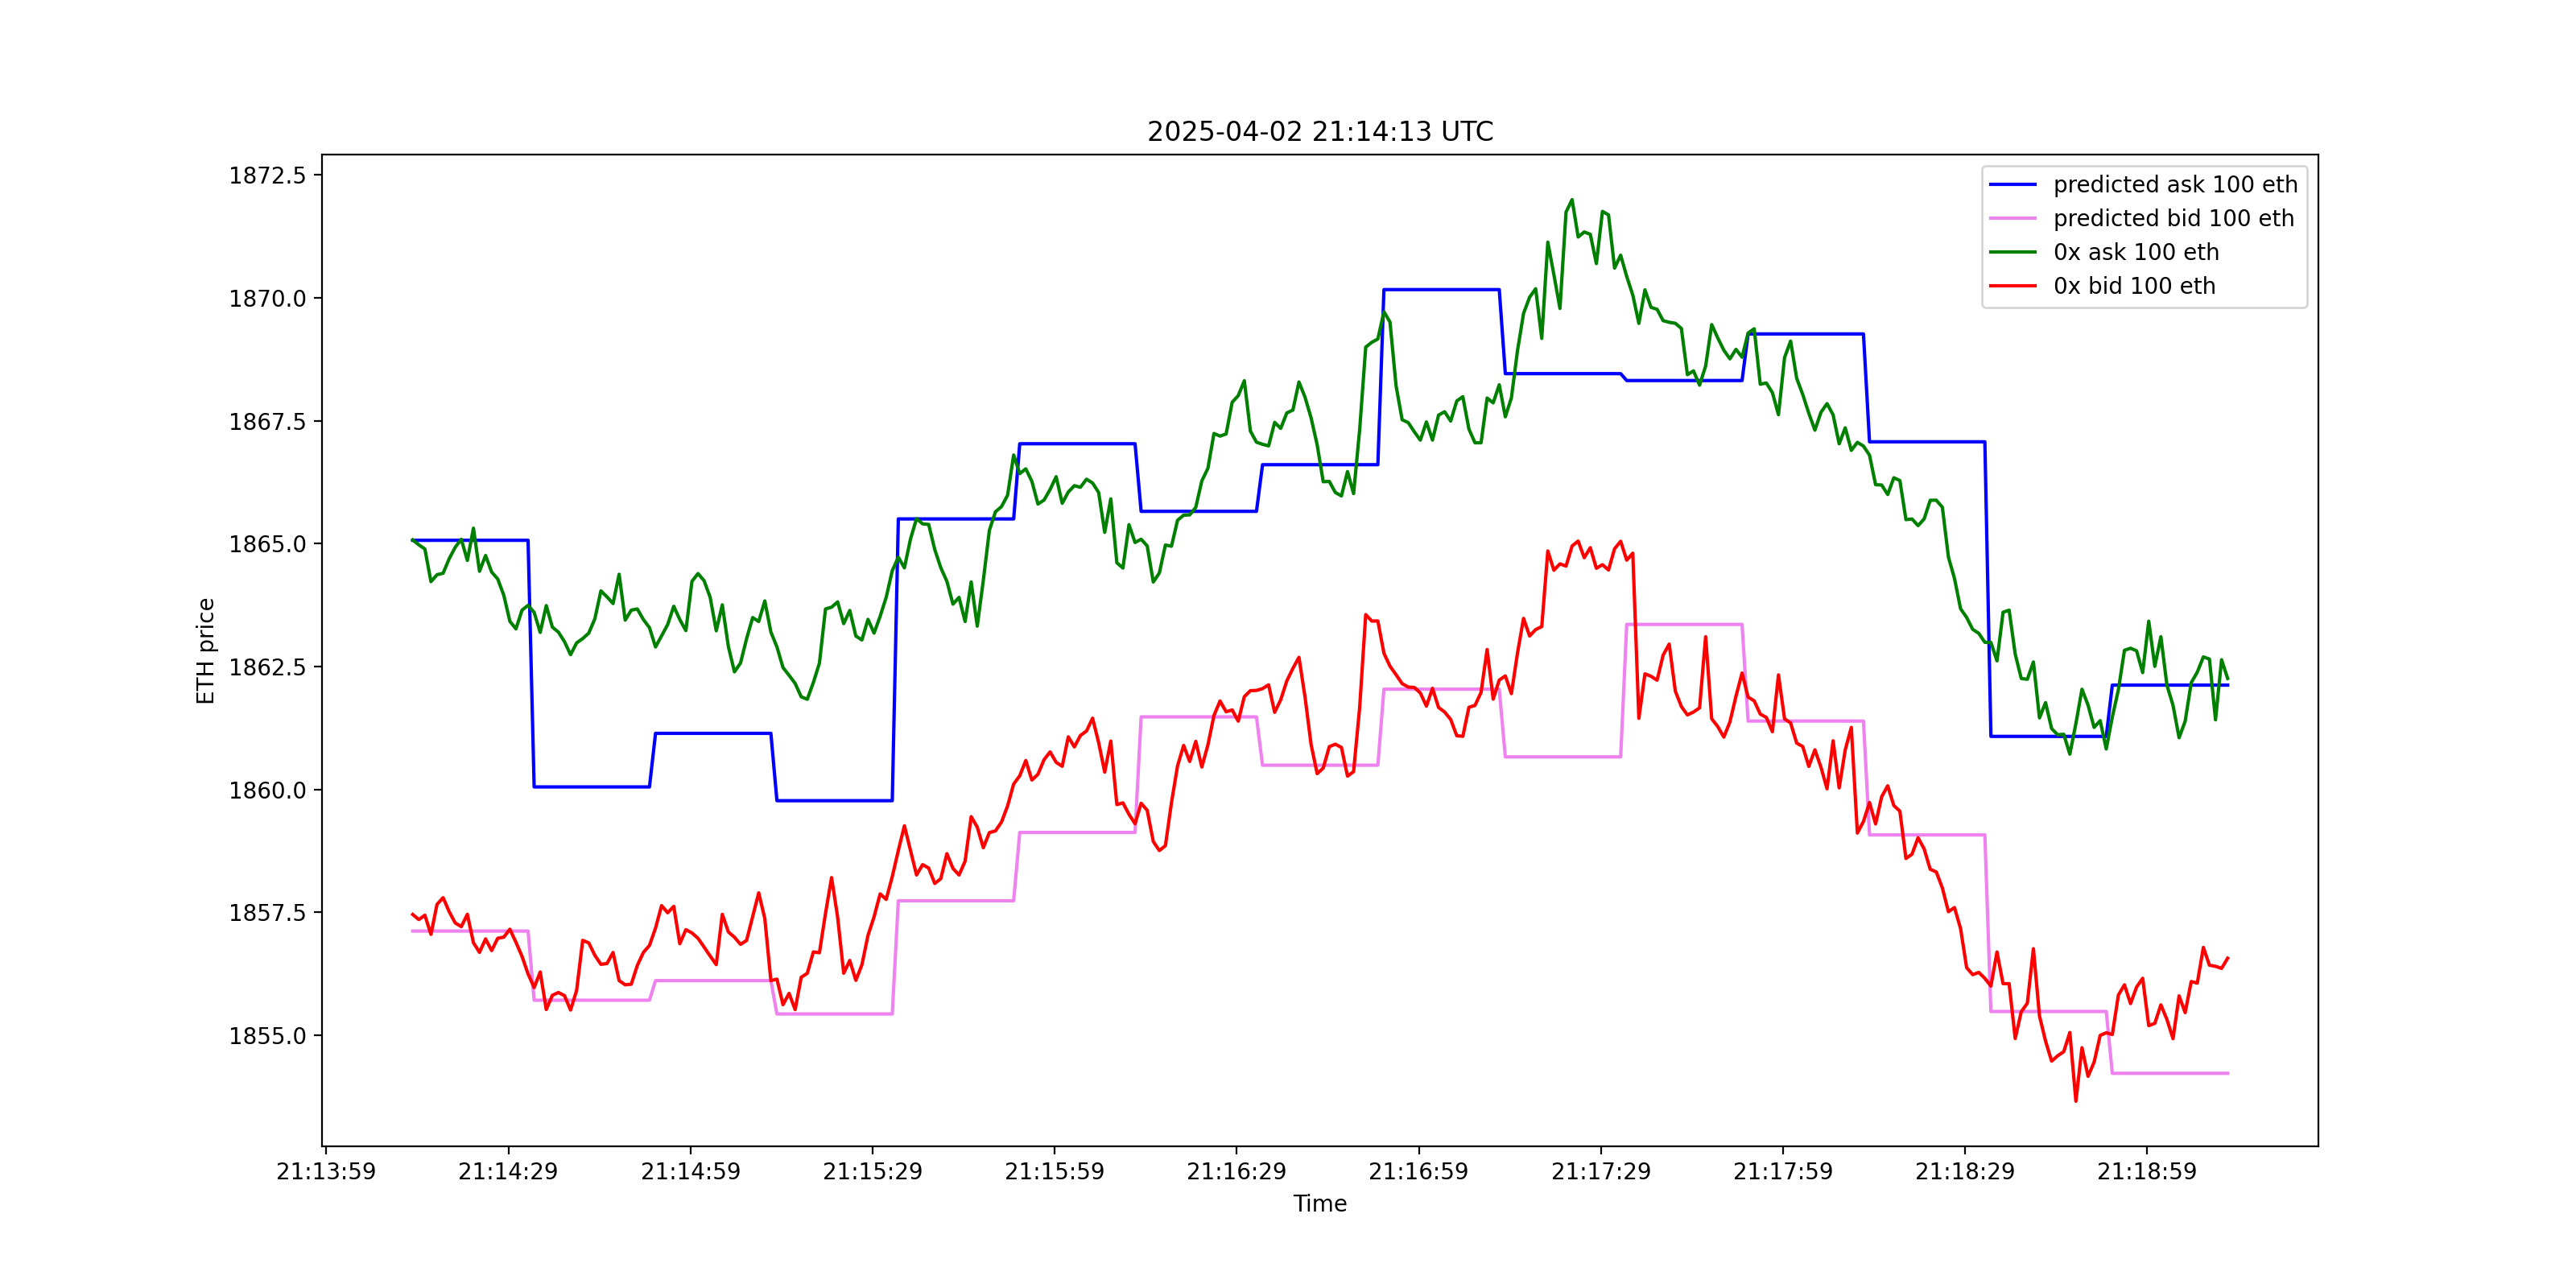 2025-04-02 21:14:13 UTC
1872.5
1870.0
1867.5
1865.0
1862.5
1860.0
1857.5
1855.0
ETH price
predicted ask 100 eth
predicted bid 100 eth
0x ask 100 eth
0x bid 100 eth
21:13:59 21:14:29 21:14:59 21:15:29 21:15:59 21:16:29 21:16:59 21:17:29 21:17:59 21:18:29 21:18:59
Time